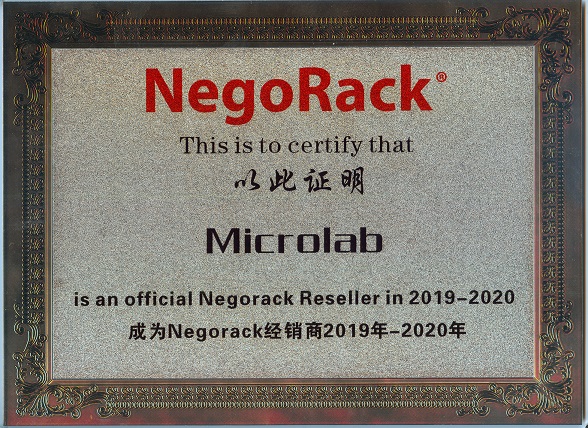 NegoRack®
This is to certify that
以此证明
Microlab
is an official Negorack Reseller in 2019-2020
成为Negorack经销商2019年-2020年